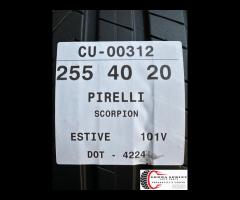 CU-00312
255 40 20
PIRELLI
SCORPION
ESTIVE 101V
DOT - 4224